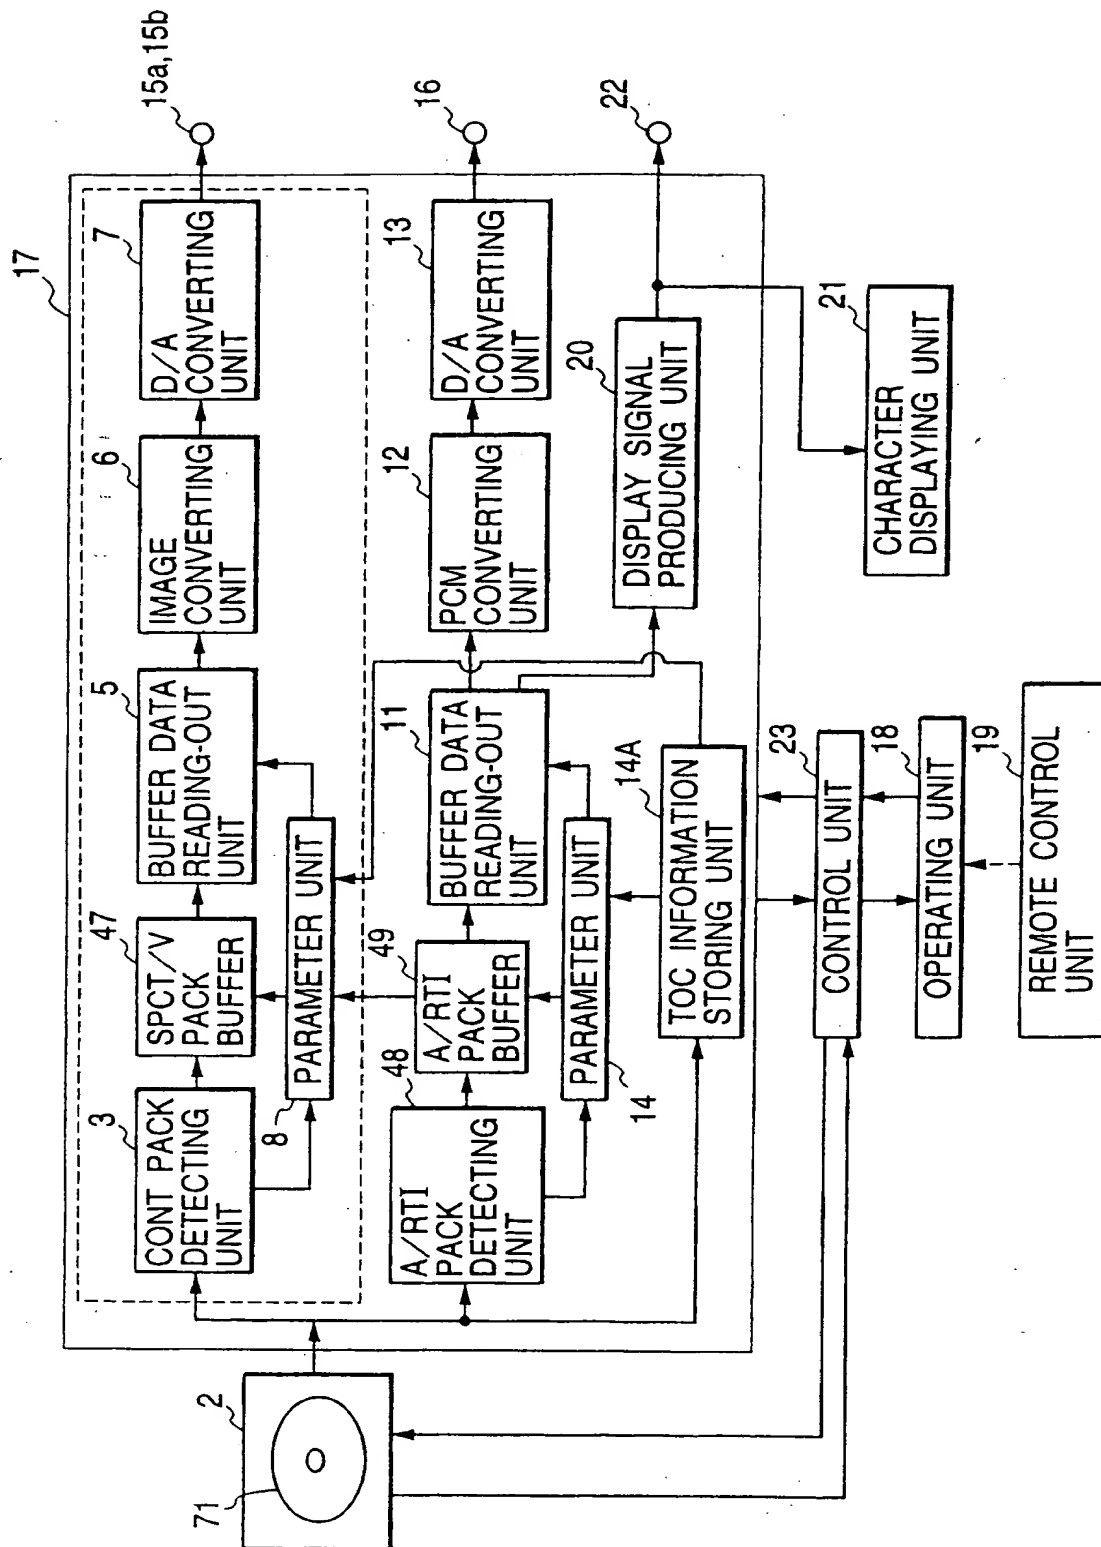 17
3
CONT PACK
DETECTING
UNIT
47
SPCT/V
PACK
BUFFER
5
BUFFER DATA
READING-OUT
UNIT
6
IMAGE
CONVERTING
UNIT
7
D/A
CONVERTING
UNIT
15a,15b
8
PARAMETER UNIT
2
71
48
A/RTI
PACK
DETECTING
UNIT
49
A/RTI
PACK
BUFFER
11
BUFFER DATA
READING-OUT
UNIT
12
PCM
CONVERTING
UNIT
13
D/A
CONVERTING
UNIT
16
14
PARAMETER UNIT
20
DISPLAY SIGNAL
PRODUCING UNIT
22
14A
TOC INFORMATION
STORING UNIT
23
CONTROL UNIT
21
CHARACTER
DISPLAYING UNIT
18
OPERATING UNIT
19
REMOTE CONTROL
UNIT